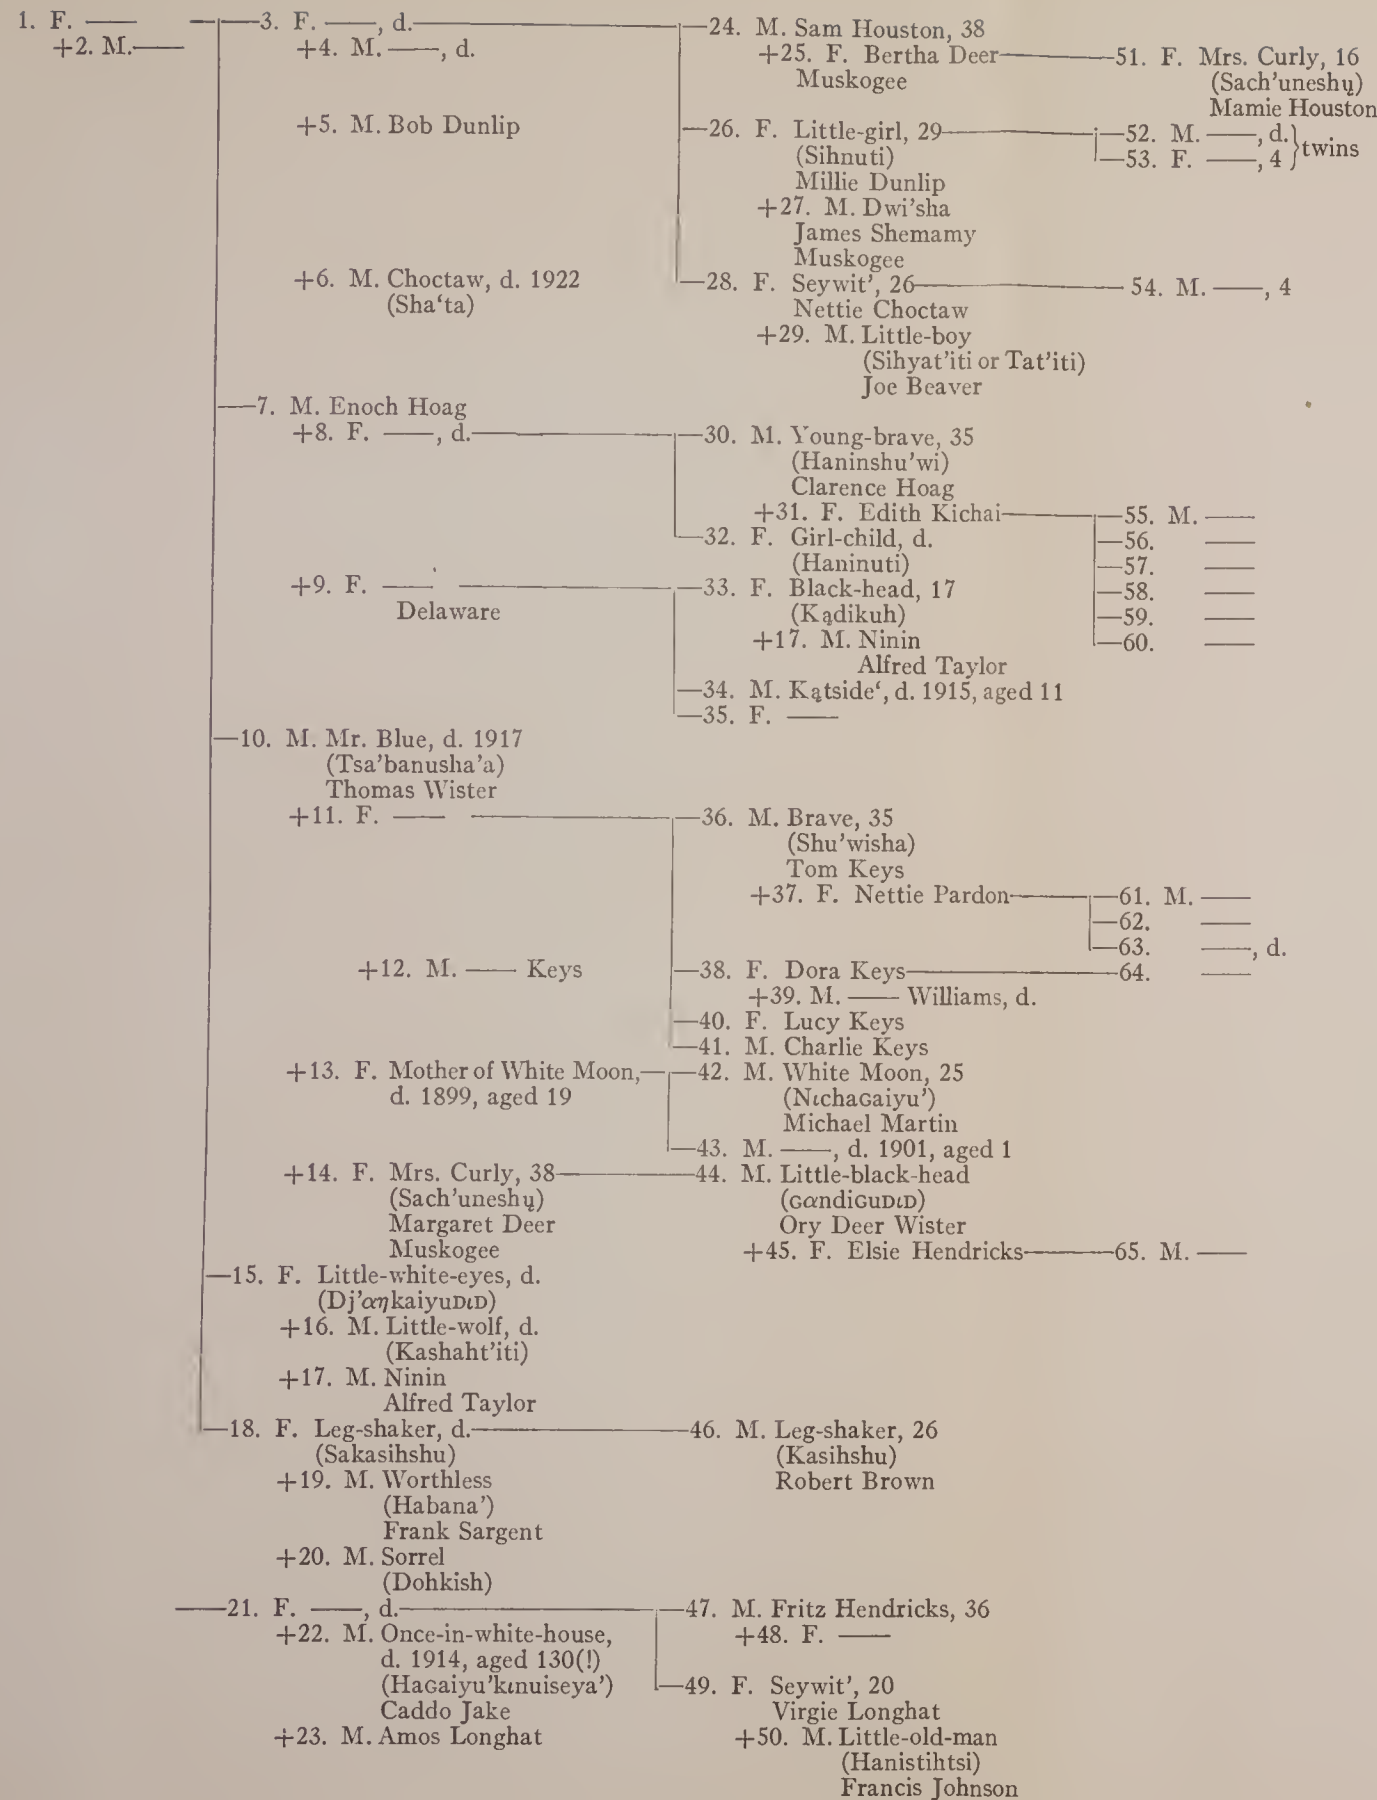 1. F. —— —3. F. ——, d. —24. M. Sam Houston, 38
+2. M. —— +4. M. ——, d. +25. F. Bertha Deer —51. F. Mrs. Curly, 16
Muskogee (Sach'uneshų)
Mamie Houston
+5. M. Bob Dunlip —26. F. Little-girl, 29 —52. M. ——, d. } twins
(Sihnuti) —53. F. ——, 4
Millie Dunlip
+27. M. Dwi'sha
James Shemamy
Muskogee
+6. M. Choctaw, d. 1922 —28. F. Seywit', 26 —54. M. ——, 4
(Sha‘ta) Nettie Choctaw
+29. M. Little-boy
(Sihyat'iti or Tat'iti)
Joe Beaver
—7. M. Enoch Hoag
+8. F. ——, d. —30. M. Young-brave, 35
(Haninshu'wi)
Clarence Hoag
+31. F. Edith Kichai —55. M. ——
—32. F. Girl-child, d. —56. ——
(Haninuti) —57. ——
+9. F. —— —33. F. Black-head, 17 —58. ——
Delaware (Kądikuh) —59. ——
+17. M. Ninin —60. ——
Alfred Taylor
—34. M. Kątside‘, d. 1915, aged 11
—35. F. ——
—10. M. Mr. Blue, d. 1917
(Tsa'banusha'a)
Thomas Wister
+11. F. —— —36. M. Brave, 35
(Shu'wisha)
Tom Keys
+37. F. Nettie Pardon —61. M. ——
—62. ——
—63. ——, d.
+12. M. —— Keys —38. F. Dora Keys —64. ——
+39. M. —— Williams, d.
—40. F. Lucy Keys
—41. M. Charlie Keys
+13. F. Mother of White Moon, —42. M. White Moon, 25
d. 1899, aged 19 (NɩchaGaiyu')
Michael Martin
—43. M. ——, d. 1901, aged 1
+14. F. Mrs. Curly, 38 —44. M. Little-black-head
(Sach'uneshų) (GαndiGuDɩD)
Margaret Deer Ory Deer Wister
Muskogee +45. F. Elsie Hendricks —65. M. ——
—15. F. Little-white-eyes, d.
(Dj'αηkaiyuDɩD)
+16. M. Little-wolf, d.
(Kashaht'iti)
+17. M. Ninin
Alfred Taylor
—18. F. Leg-shaker, d. —46. M. Leg-shaker, 26
(Sakasihshu) (Kasihshu)
+19. M. Worthless Robert Brown
(Habana')
Frank Sargent
+20. M. Sorrel
(Dohkish)
—21. F. ——, d. —47. M. Fritz Hendricks, 36
+22. M. Once-in-white-house, +48. F. ——
d. 1914, aged 130(!)
(HaGaiyu'kɩnuiseya') —49. F. Seywit', 20
Caddo Jake Virgie Longhat
+23. M. Amos Longhat +50. M. Little-old-man
(Hanistihtsi)
Francis Johnson